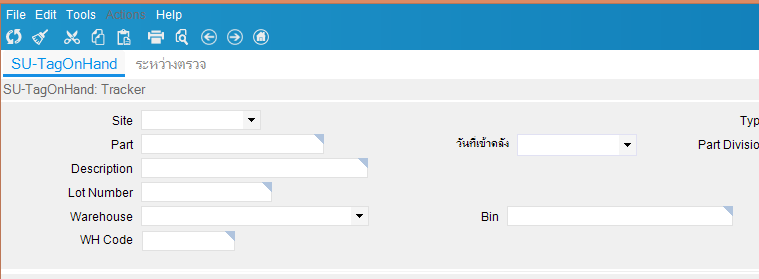 File Edit Tools Actions Help
SU-TagOnHand ระหว่างตรวจ
SU-TagOnHand: Tracker
Site Typ
Part วันที่เข้าคลัง Part Divisio
Description
Lot Number
Warehouse Bin
WH Code